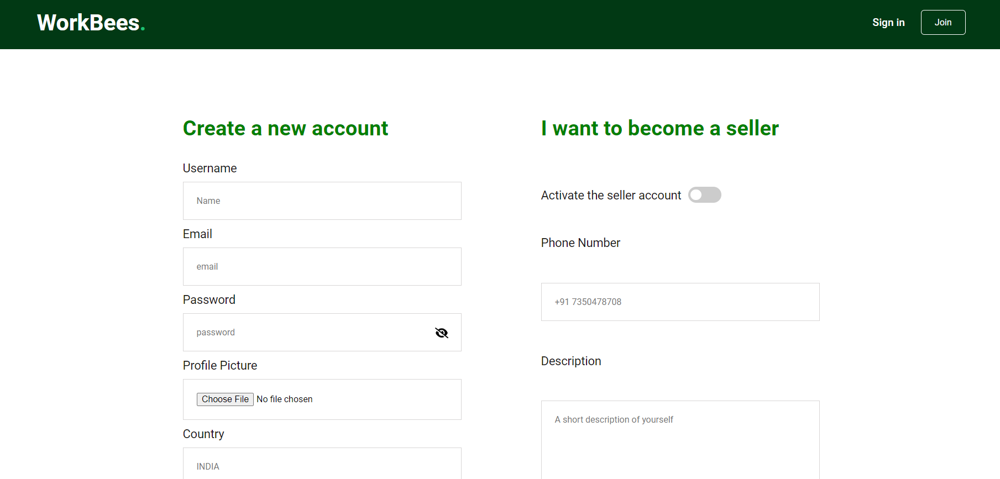 WorkBees.
Sign in
Join
Create a new account
Username
Name
Email
email
Password
password
Profile Picture
Choose File No file chosen
Country
INDIA
I want to become a seller
Activate the seller account
Phone Number
+91 7350478708
Description
A short description of yourself